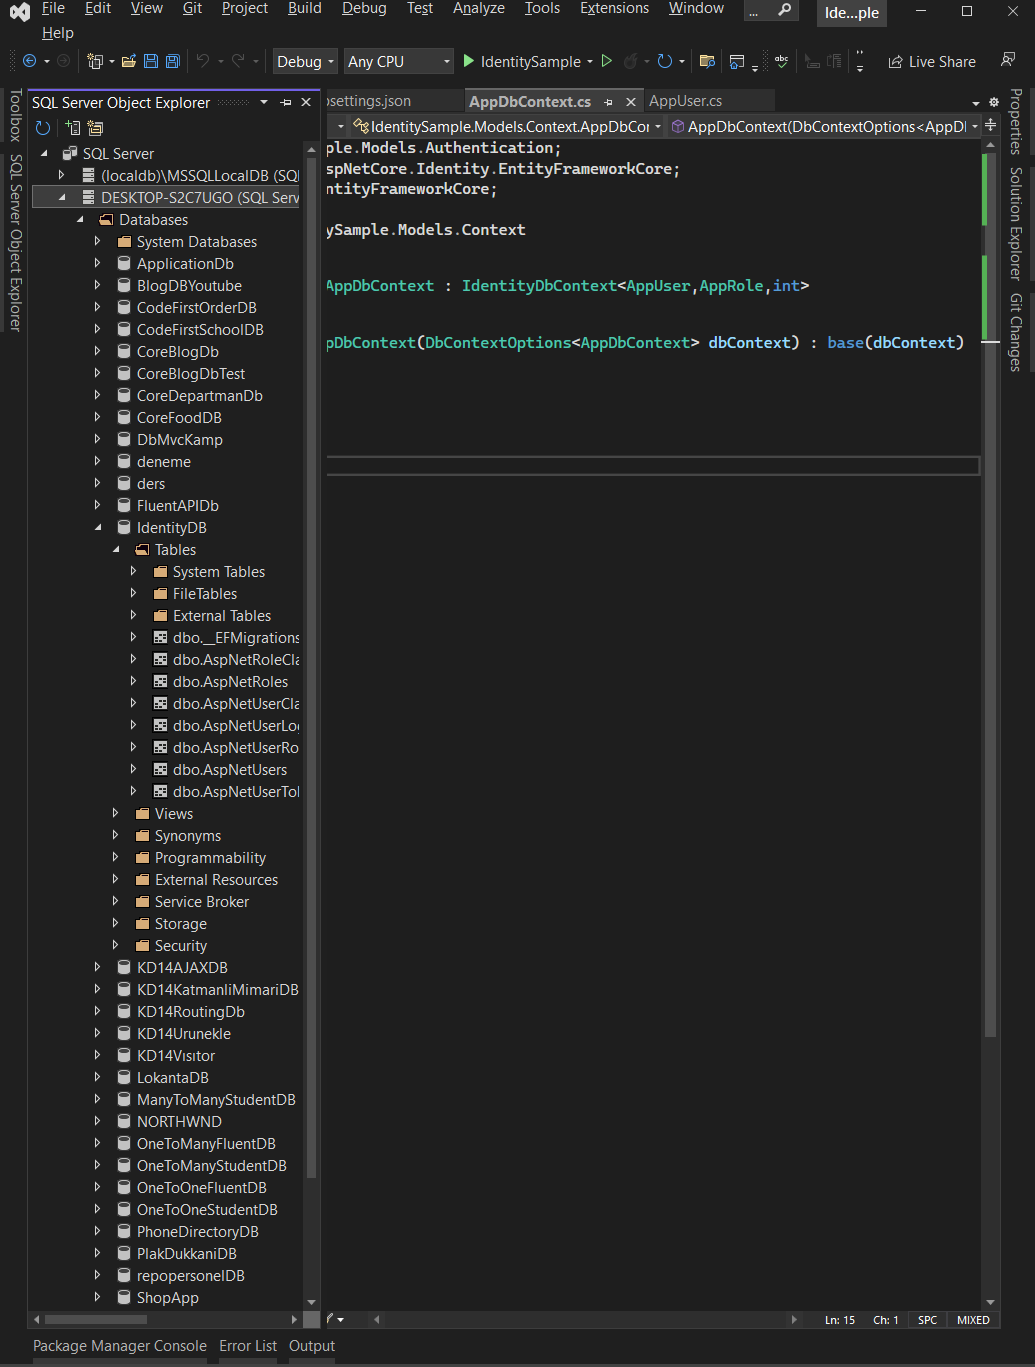 File Edit View Git Project Build Debug Test Analyze Tools Extensions Window ... Ide...ple
Help
Debug Any CPU IdentitySample Live Share
SQL Server Object Explorer
psettings.json AppDbContext.cs AppUser.cs
IdentitySample.Models.Context.AppDbCon AppDbContext(DbContextOptions<AppD
SQL Server
(localdb)\MSSQLLocalDB (SQL
DESKTOP-S2C7UGO (SQL Serv
Databases
System Databases
ApplicationDb
BlogDBYoutube
CodeFirstOrderDB
CodeFirstSchoolDB
CoreBlogDb
CoreBlogDbTest
CoreDepartmanDb
CoreFoodDB
DbMvcKamp
deneme
ders
FluentAPIDb
IdentityDB
Tables
System Tables
FileTables
External Tables
dbo.__EFMigrations
dbo.AspNetRoleCla
dbo.AspNetRoles
dbo.AspNetUserCla
dbo.AspNetUserLog
dbo.AspNetUserRo
dbo.AspNetUsers
dbo.AspNetUserTol
Views
Synonyms
Programmability
External Resources
Service Broker
Storage
Security
KD14AJAXDB
KD14KatmanliMimariDB
KD14RoutingDb
KD14Urunekle
KD14Visıtor
LokantaDB
ManyToManyStudentDB
NORTHWND
OneToManyFluentDB
OneToManyStudentDB
OneToOneFluentDB
OneToOneStudentDB
PhoneDirectoryDB
PlakDukkaniDB
repopersonelDB
ShopApp
ple.Models.Authentication;
spNetCore.Identity.EntityFrameworkCore;
ntityFrameworkCore;
ySample.Models.Context
AppDbContext : IdentityDbContext<AppUser,AppRole,int>
pDbContext(DbContextOptions<AppDbContext> dbContext) : base(dbContext)
Ln: 15 Ch: 1 SPC MIXED
Package Manager Console Error List Output
Toolbox
SQL Server Object Explorer
Properties
Solution Explorer
Git Changes